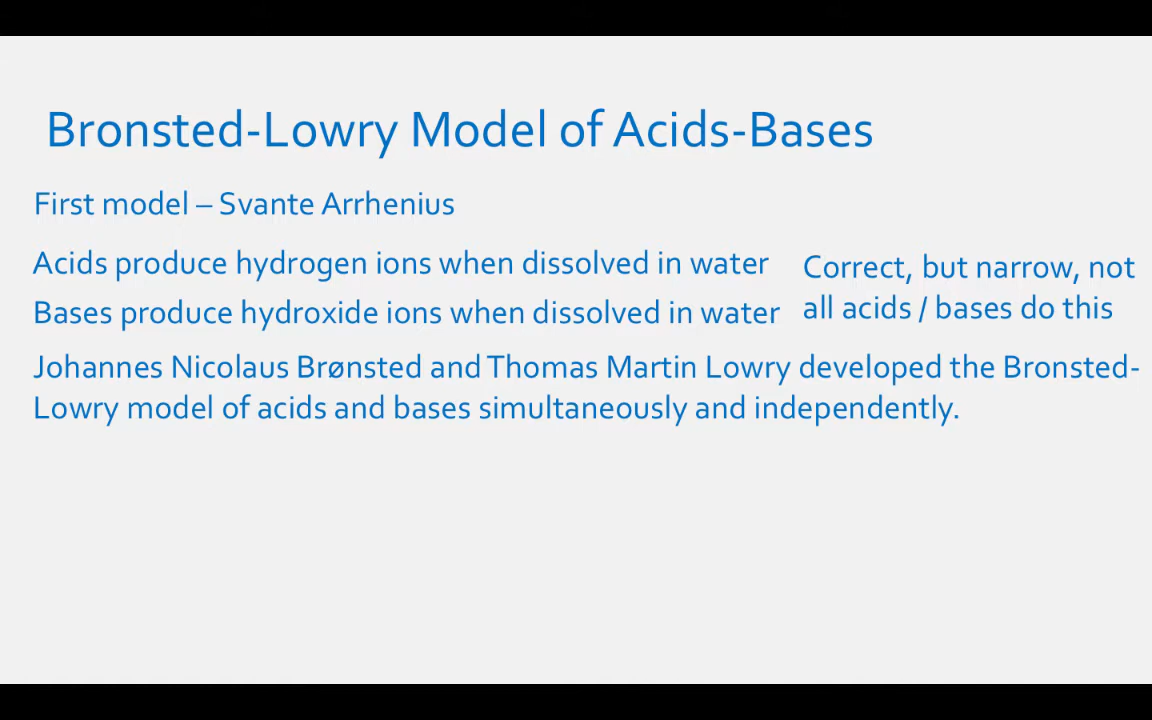 Bronsted-Lowry Model of Acids-Bases
First model – Svante Arrhenius
Acids produce hydrogen ions when dissolved in water
Bases produce hydroxide ions when dissolved in water
Correct, but narrow, not
all acids / bases do this
Johannes Nicolaus Brønsted and Thomas Martin Lowry developed the Bronsted-
Lowry model of acids and bases simultaneously and independently.